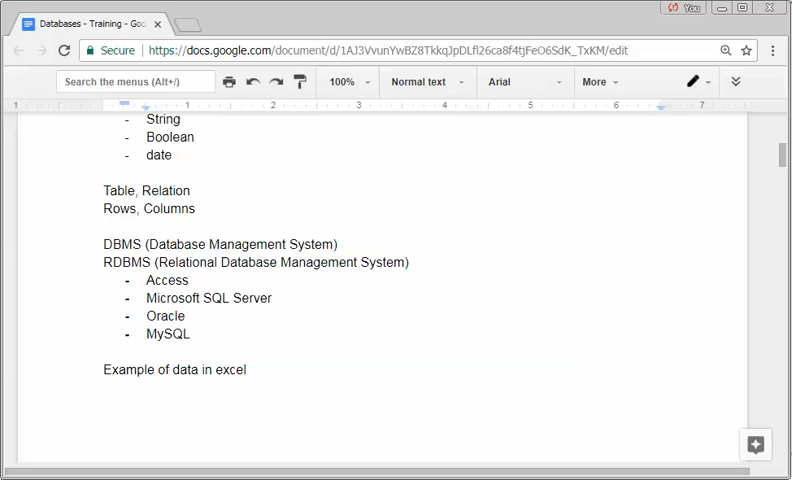 Databases - Training - Goo
You
Secure
https://docs.google.com/document/d/1AJ3VvunYwBZ8TkkqJpDLfl26ca8f4tjFeO6SdK_TxKM/edit
Search the menus (Alt+/)
100%
Normal text
Arial
More
1 1 2 3 4 5 6 7
- String
- Boolean
- date
Table, Relation
Rows, Columns
DBMS (Database Management System)
RDBMS (Relational Database Management System)
- Access
- Microsoft SQL Server
- Oracle
- MySQL
Example of data in excel